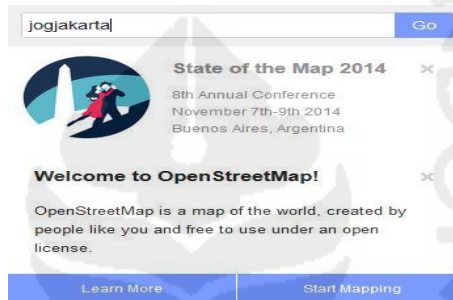 jogjakarta
Go
State of the Map 2014
8th Annual Conference
November 7th-9th 2014
Buenos Aires, Argentina
Welcome to OpenStreetMap!
OpenStreetMap is a map of the world, created by
people like you and free to use under an open
license.
Learn More
Start Mapping